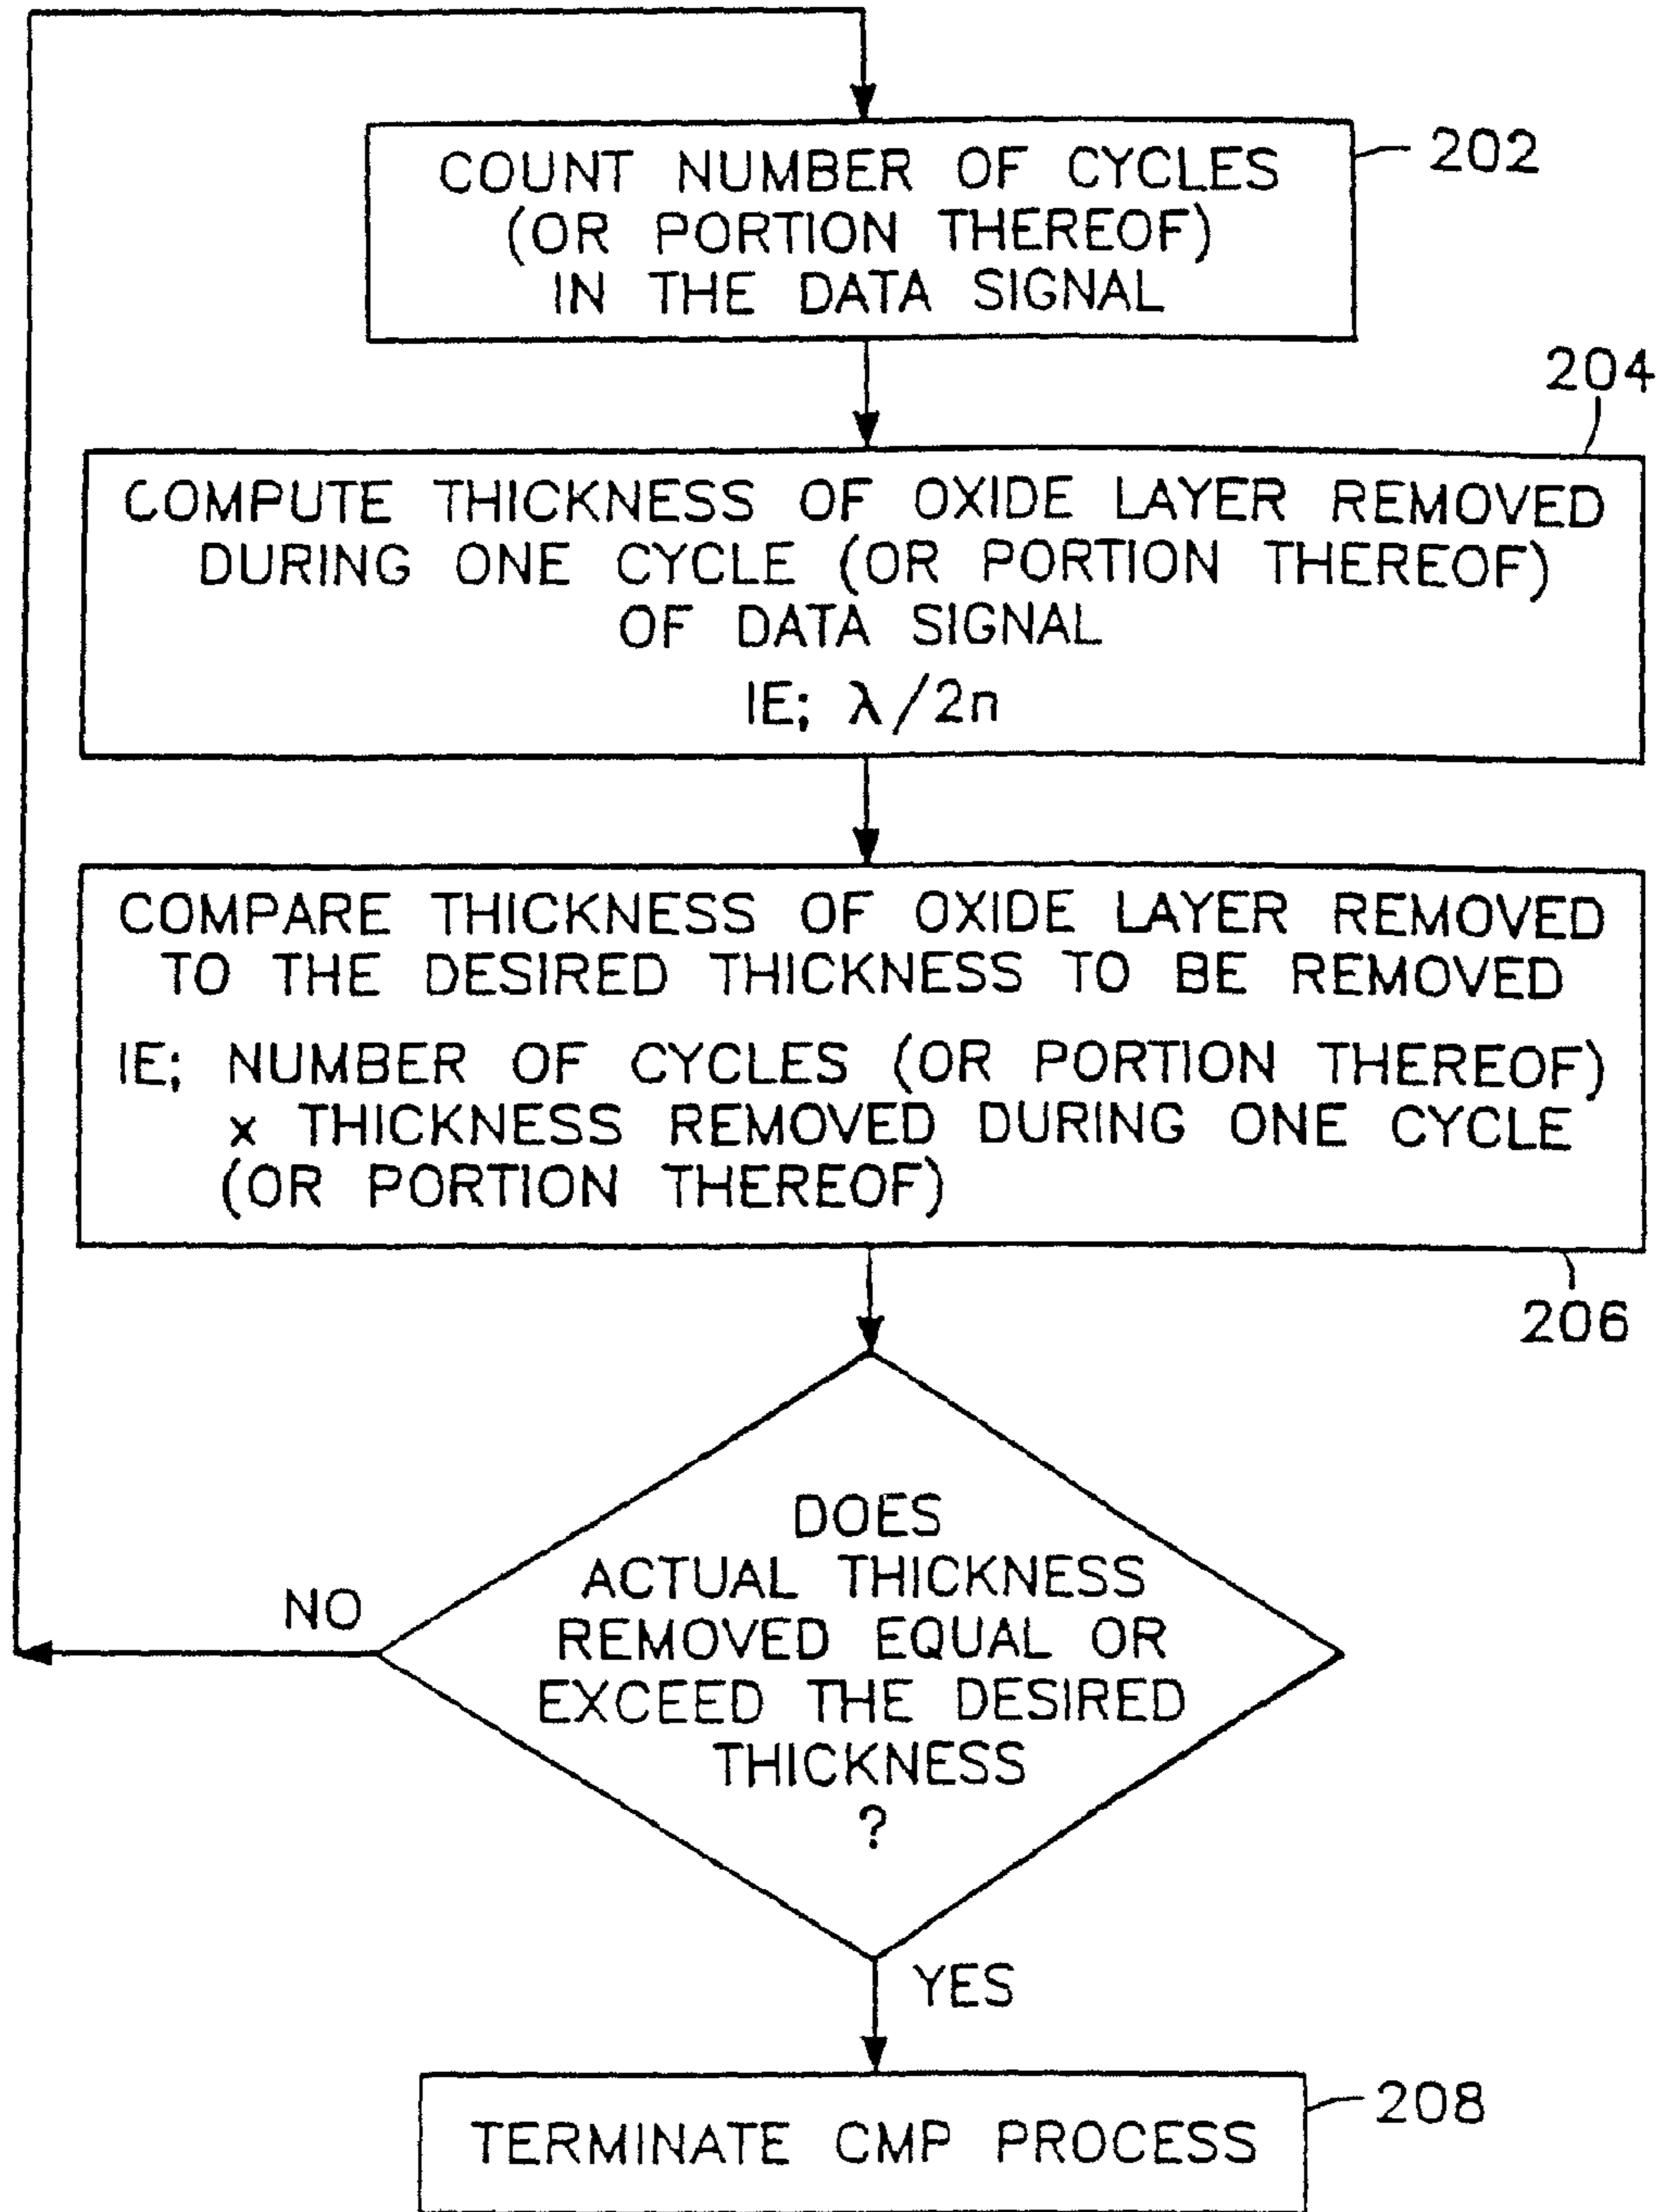 COUNT NUMBER OF CYCLES
(OR PORTION THEREOF)
IN THE DATA SIGNAL
202
204
COMPUTE THICKNESS OF OXIDE LAYER REMOVED
DURING ONE CYCLE (OR PORTION THEREOF)
OF DATA SIGNAL
IE; λ/2n
COMPARE THICKNESS OF OXIDE LAYER REMOVED
TO THE DESIRED THICKNESS TO BE REMOVED
IE; NUMBER OF CYCLES (OR PORTION THEREOF)
x THICKNESS REMOVED DURING ONE CYCLE
(OR PORTION THEREOF)
206
DOES
ACTUAL THICKNESS
REMOVED EQUAL OR
EXCEED THE DESIRED
THICKNESS
?
NO
YES
TERMINATE CMP PROCESS
208